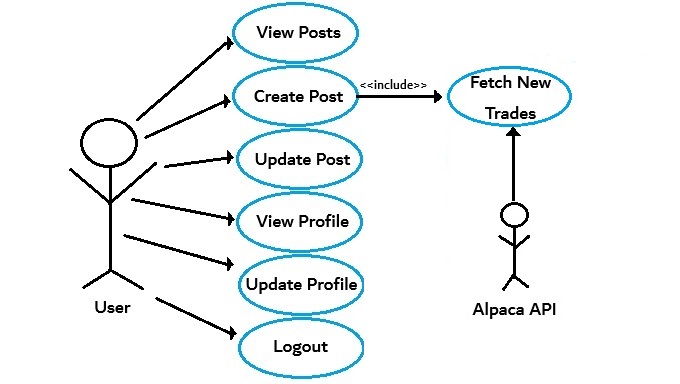 View Posts
Create Post
<<include>>
Fetch New
Trades
Update Post
View Profile
Update Profile
Logout
User
Alpaca API